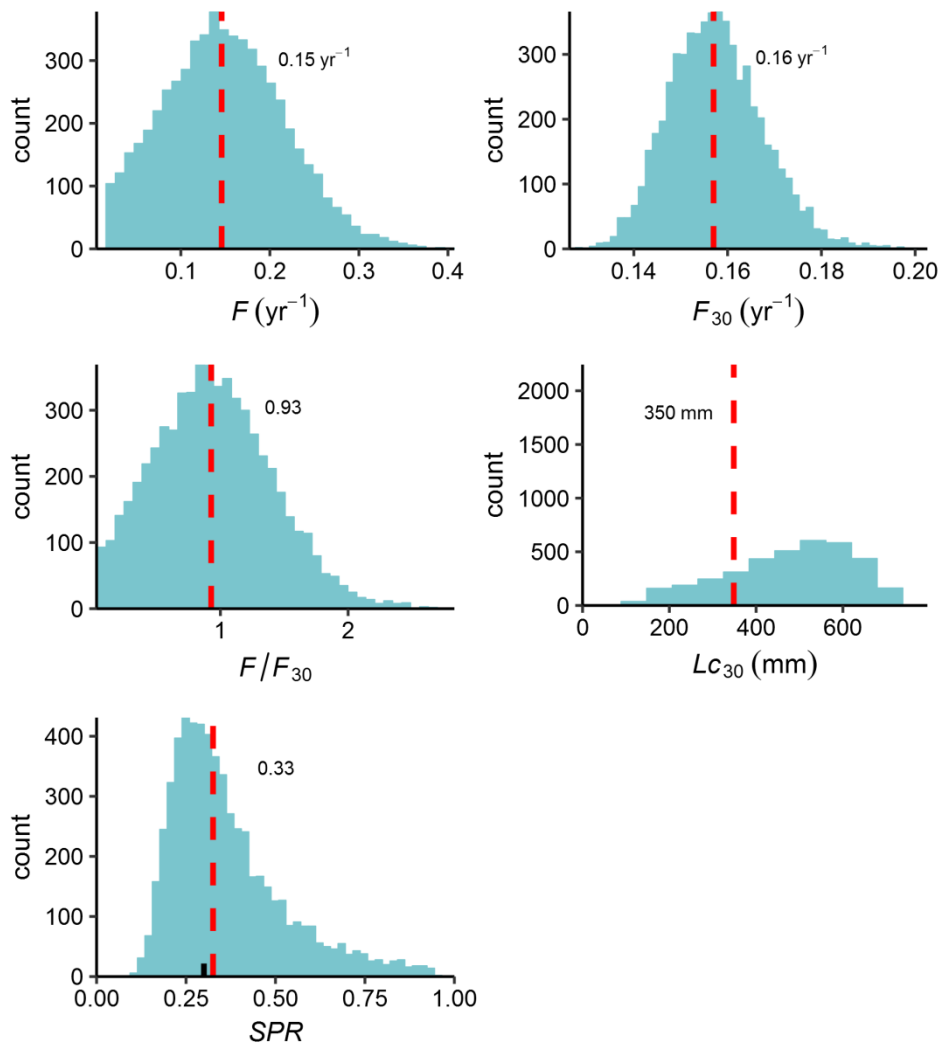 300
200
100
0
count
0.15 yr⁻¹
0.1 0.2 0.3 0.4
F (yr⁻¹)
300
200
100
0
count
0.16 yr⁻¹
0.14 0.16 0.18 0.20
F₃₀ (yr⁻¹)
300
200
100
0
count
0.93
1 2
F/F₃₀
2000
1500
1000
500
0
count
350 mm
0 200 400 600
Lc₃₀ (mm)
400
300
200
100
0
count
0.33
0.00 0.25 0.50 0.75 1.00
SPR